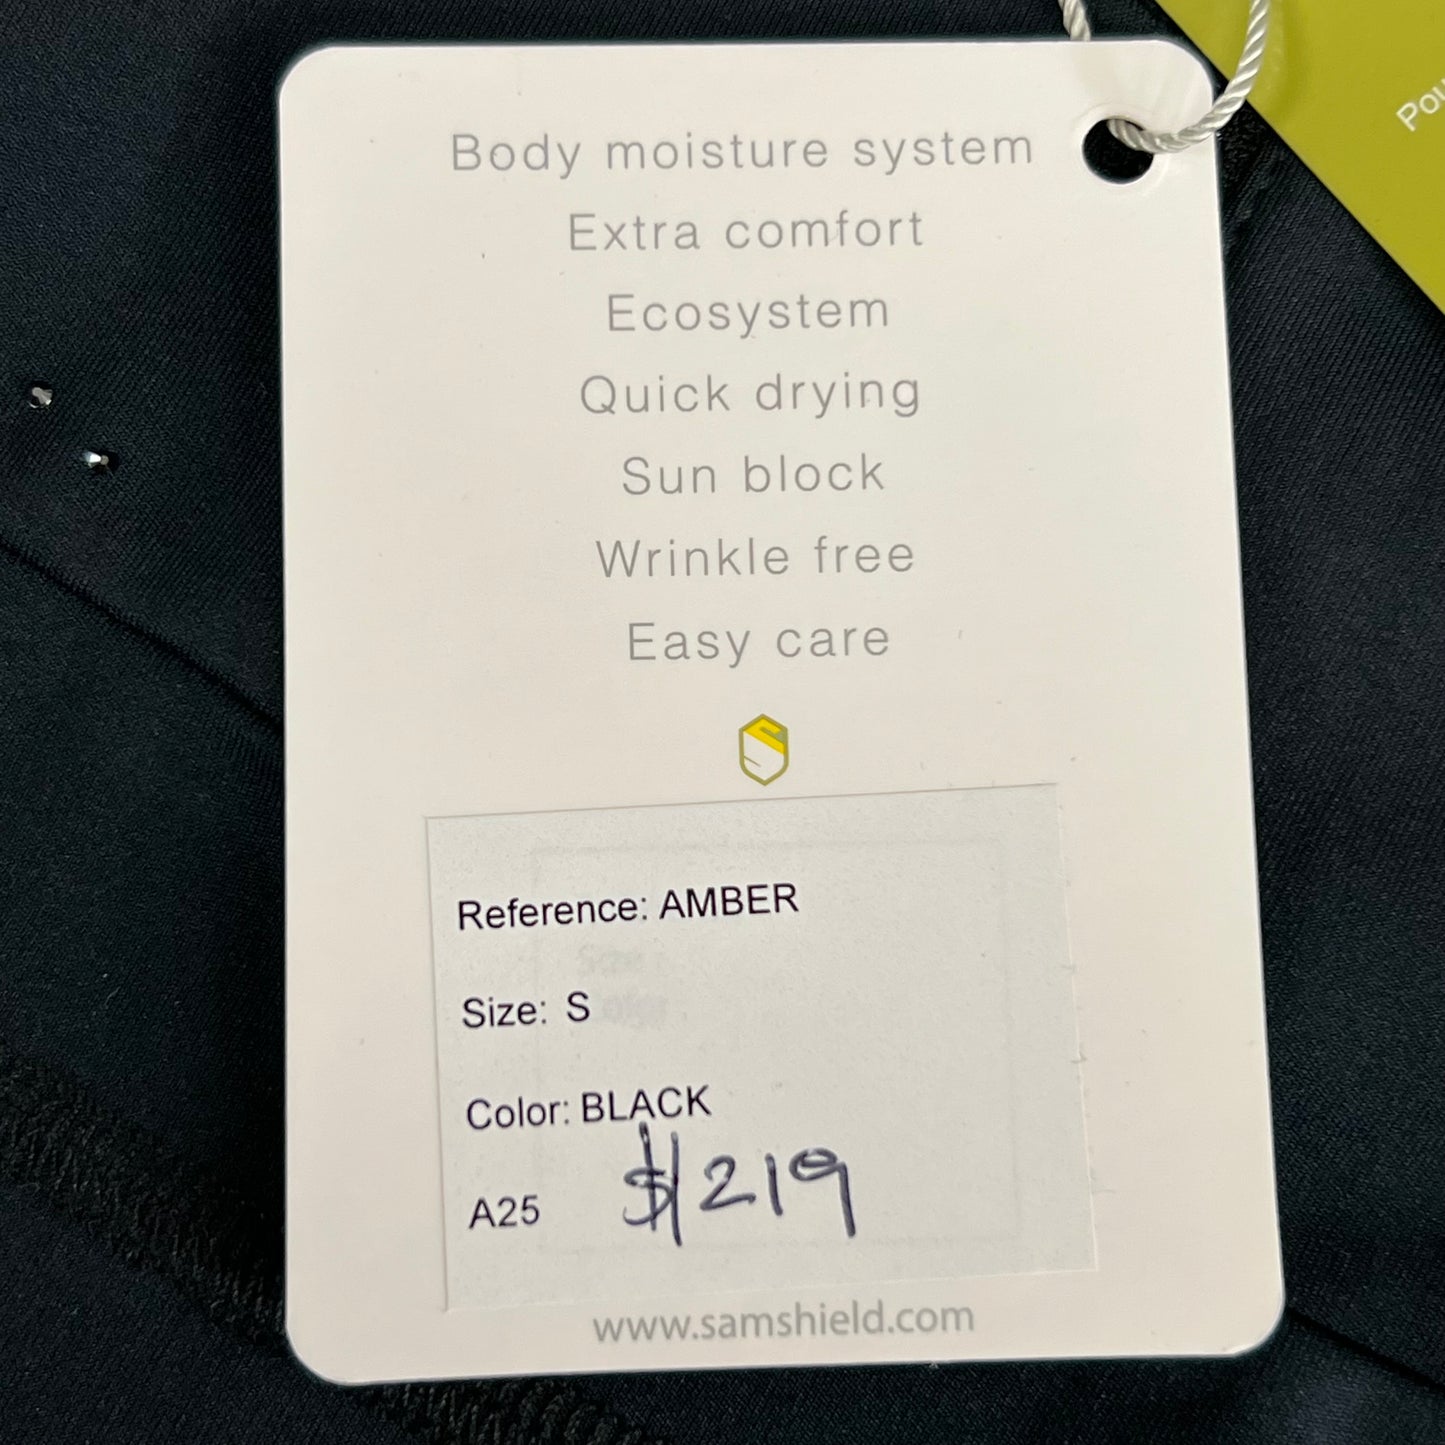 Body moisture system
Extra comfort
Ecosystem
Quick drying
Sun block
Wrinkle free
Easy care
Reference: AMBER
Size: S
Color: BLACK
A25 $219
www.samshield.com